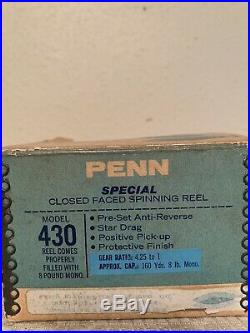 PENN
SPECIAL
CLOSED FACED SPINNING REEL
MODEL
430
REEL COMES
PROPERLY
FILLED WITH
8 POUND MONO.
• Pre-Set Anti-Reverse
• Star Drag
• Positive Pick-up
• Protective Finish
GEAR RATIO: 4.25 to 1
APPROX. CAP.: 160 Yds. 8 lb. Mono.